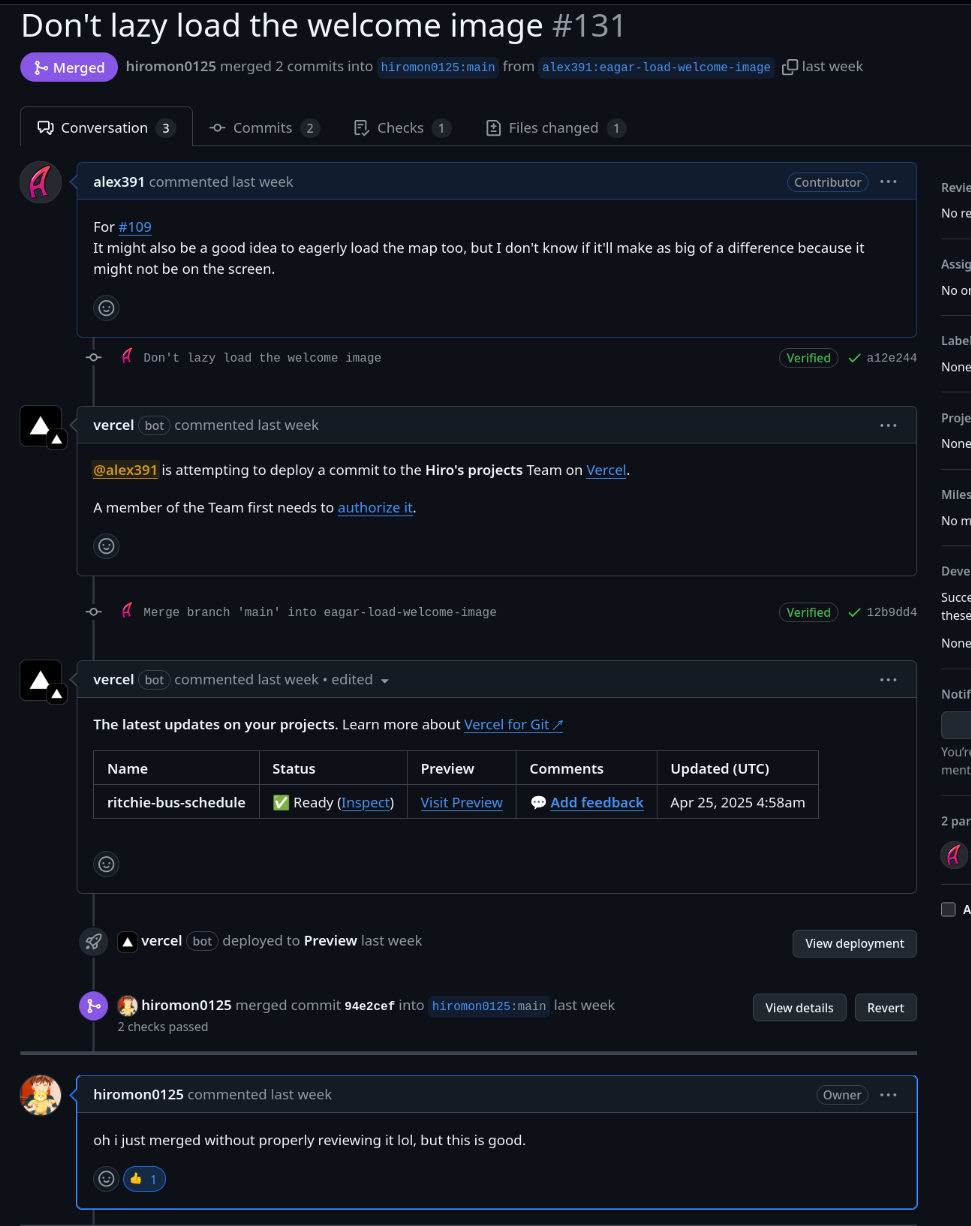 Don't lazy load the welcome image #131
Merged hiromon0125 merged 2 commits into hiromon0125:main from alex391:eagar-load-welcome-image last week
Conversation 3 Commits 2 Checks 1 Files changed 1
alex391 commented last week Contributor ...
For #109
It might also be a good idea to eagerly load the map too, but I don't know if it'll make as big of a difference because it
might not be on the screen.
Don't lazy load the welcome image Verified a12e244
vercel bot commented last week ...
@alex391 is attempting to deploy a commit to the Hiro's projects Team on Vercel.
A member of the Team first needs to authorize it.
Merge branch 'main' into eagar-load-welcome-image Verified 12b9dd4
vercel bot commented last week • edited ...
The latest updates on your projects. Learn more about Vercel for Git ↗
Name Status Preview Comments Updated (UTC)
ritchie-bus-schedule ✅ Ready (Inspect) Visit Preview 💬 Add feedback Apr 25, 2025 4:58am
vercel bot deployed to Preview last week View deployment
hiromon0125 merged commit 94e2cef into hiromon0125:main last week View details Revert
2 checks passed
hiromon0125 commented last week Owner ...
oh i just merged without properly reviewing it lol, but this is good.
👍 1
Revie
No re
Assig
No or
Label
None
Proje
None
Miles
No m
Deve
Succe
these
None
Notif
You're
ment
2 par
A